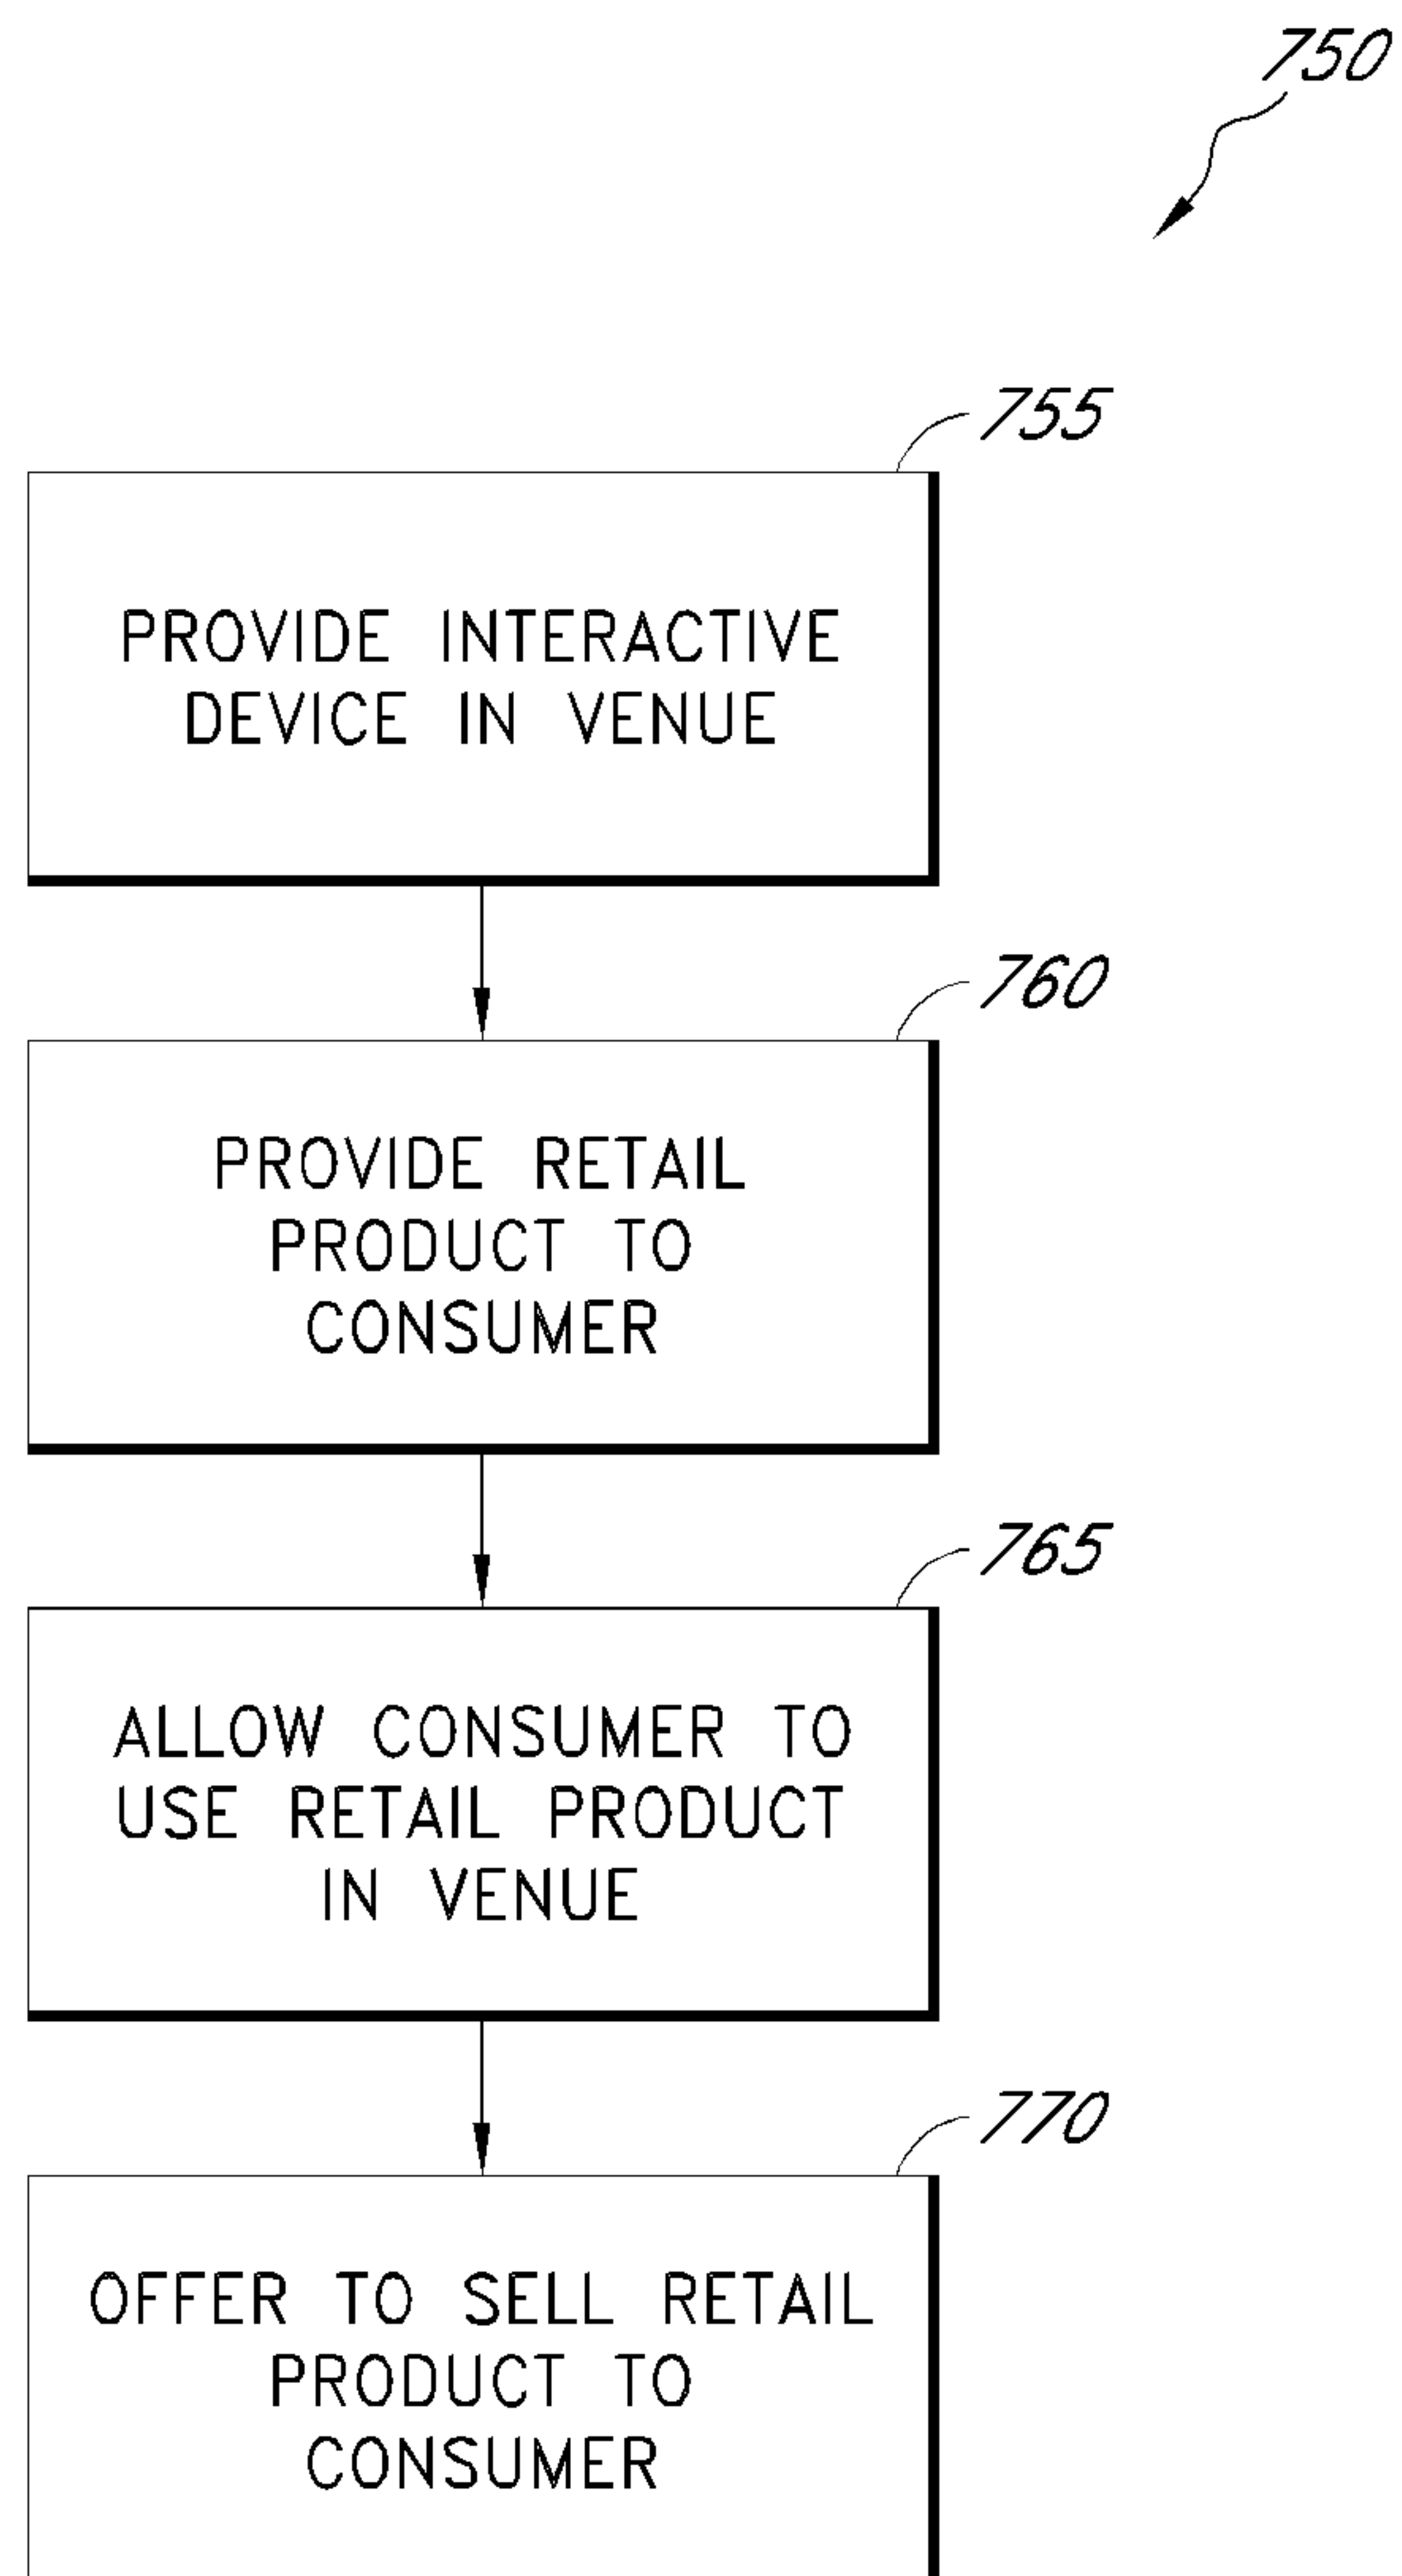 750
755
PROVIDE INTERACTIVE
DEVICE IN VENUE
760
PROVIDE RETAIL
PRODUCT TO
CONSUMER
765
ALLOW CONSUMER TO
USE RETAIL PRODUCT
IN VENUE
770
OFFER TO SELL RETAIL
PRODUCT TO
CONSUMER